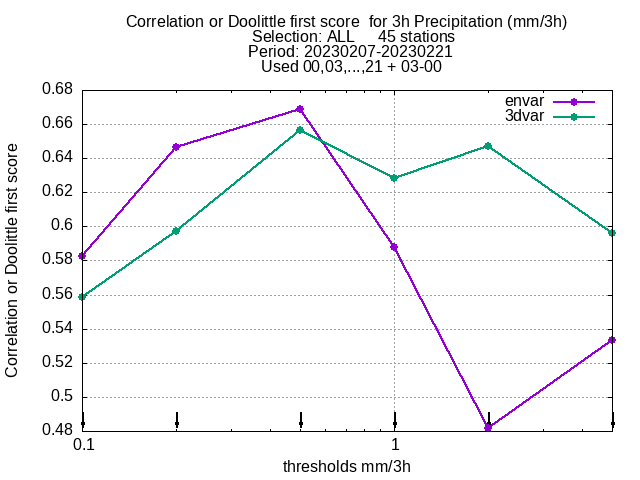 Correlation or Doolittle first score  for 3h Precipitation (mm/3h)
Selection: ALL     45 stations
Period: 20230207-20230221
Used 00,03,...,21 + 03-00
envar
3dvar
0.68
0.66
0.64
0.62
0.6
0.58
0.56
0.54
0.52
0.5
0.48
Correlation or Doolittle first score
0.1
1
thresholds mm/3h